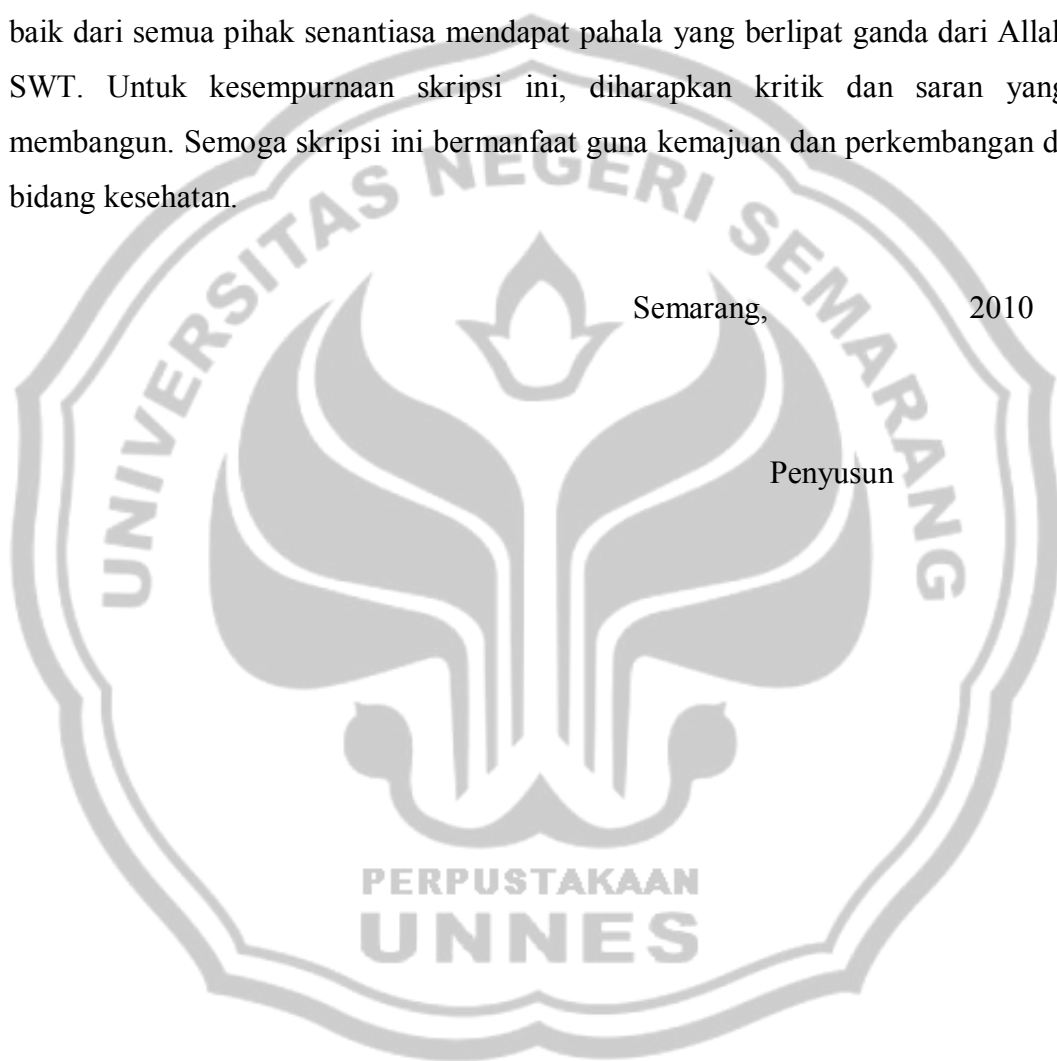 baik dari semua pihak senantiasa mendapat pahala yang berlipat ganda dari Allah
SWT. Untuk kesempurnaan skripsi ini, diharapkan kritik dan saran yang
membangun. Semoga skripsi ini bermanfaat guna kemajuan dan perkembangan d
bidang kesehatan.
UNIVERSITAS NEGERI SEMARANG
Semarang, 2010
Penyusun
PERPUSTAKAAN
UNNES